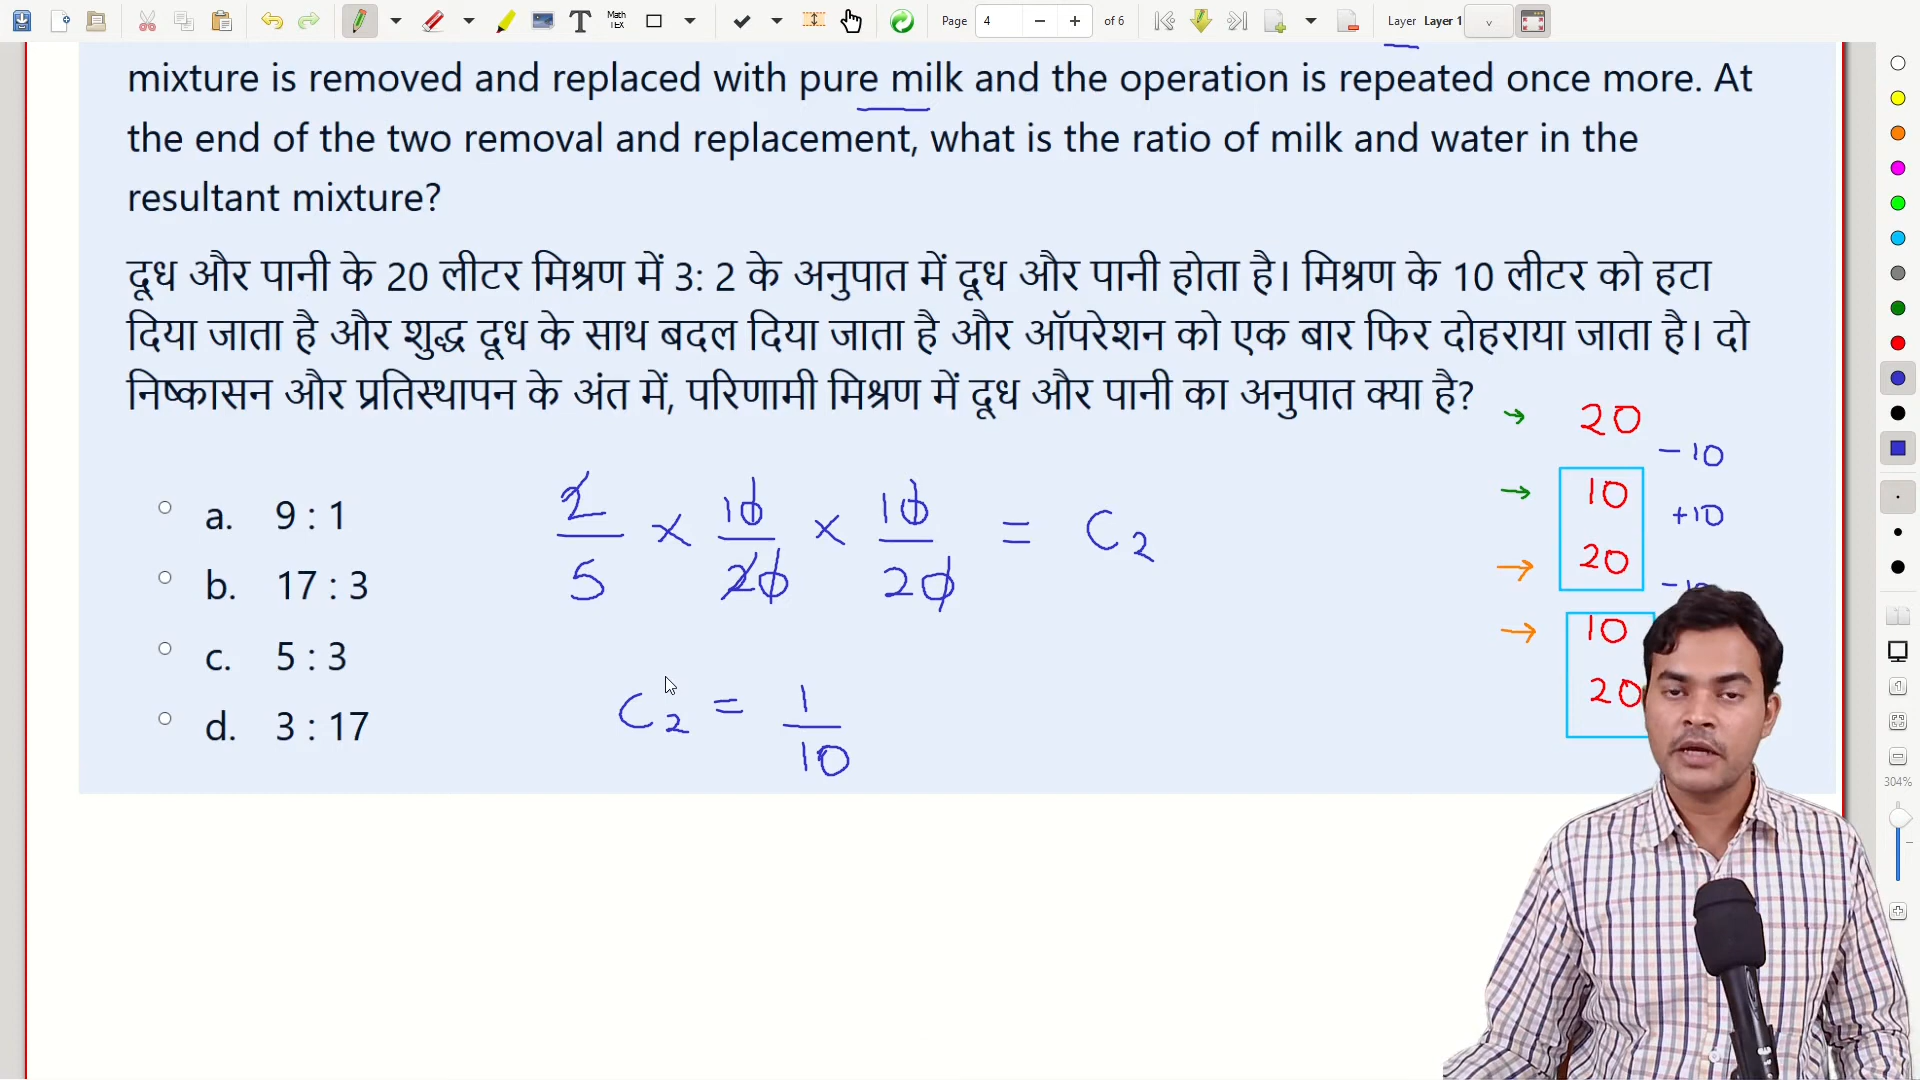 Math
TEX
Page 4 of 6
Layer Layer 1
mixture is removed and replaced with pure milk and the operation is repeated once more. At
the end of the two removal and replacement, what is the ratio of milk and water in the
resultant mixture?
दूध और पानी के 20 लीटर मिश्रण में 3: 2 के अनुपात में दूध और पानी होता है। मिश्रण के 10 लीटर को हटा
दिया जाता है और शुद्ध दूध के साथ बदल दिया जाता है और ऑपरेशन को एक बार फिर दोहराया जाता है। दो
निष्कासन और प्रतिस्थापन के अंत में, परिणामी मिश्रण में दूध और पानी का अनुपात क्या है?
a. 9 : 1
b. 17 : 3
c. 5 : 3
d. 3 : 17
2/5 × 10/20 × 10/20 = C₂
C₂ = 1/10
→ 20
-10
→ 10
+10
→ 20
-10
→ 10
20
304%